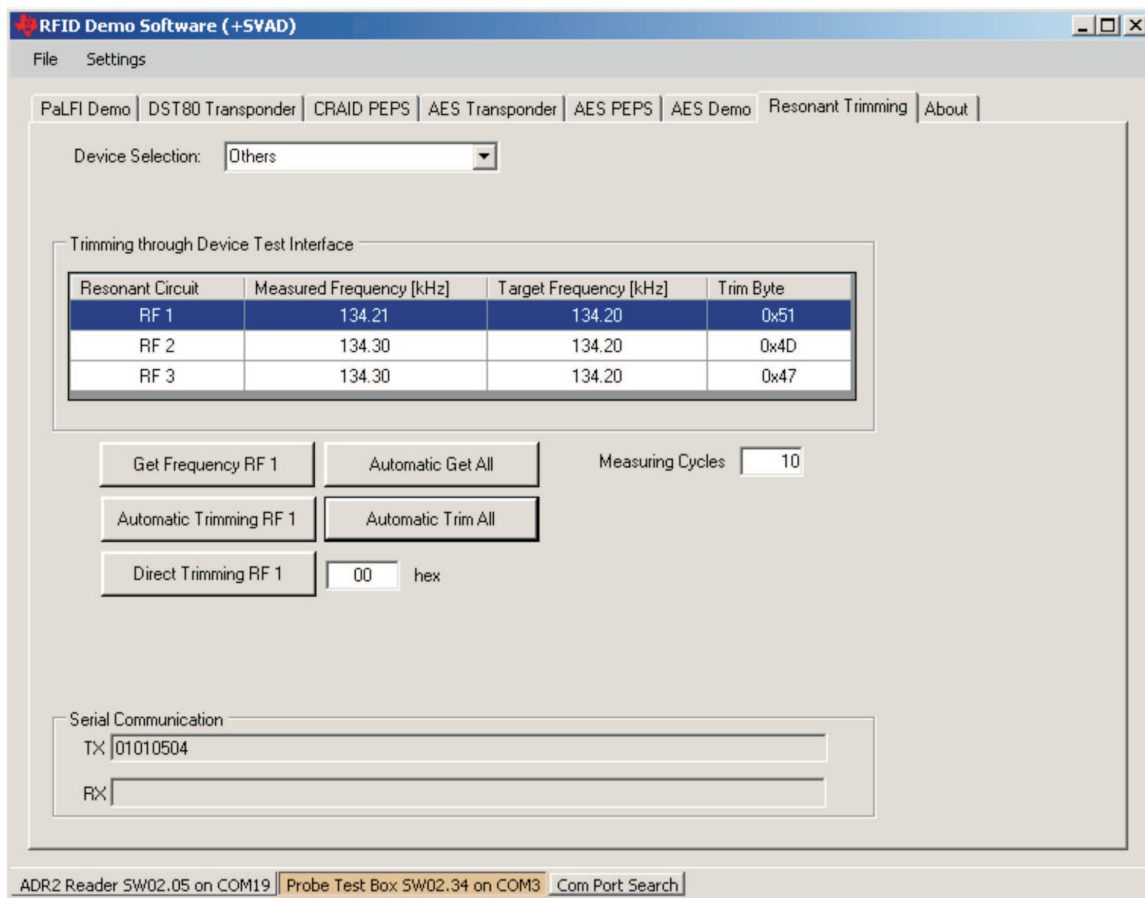 RFID Demo Software (+SVAD)
File Settings
PaLFI Demo DST80 Transponder CRAID PEPS AES Transponder AES PEPS AES Demo Resonant Trimming About
Device Selection: Others
Trimming through Device Test Interface
Resonant Circuit Measured Frequency [kHz] Target Frequency [kHz] Trim Byte
RF 1 134.21 134.20 0x51
RF 2 134.30 134.20 0x4D
RF 3 134.30 134.20 0x47
Get Frequency RF 1 Automatic Get All Measuring Cycles 10
Automatic Trimming RF 1 Automatic Trim All
Direct Trimming RF 1 00 hex
Serial Communication
TX 01010504
RX
ADR2 Reader SW02.05 on COM19 Probe Test Box SW02.34 on COM3 Com Port Search